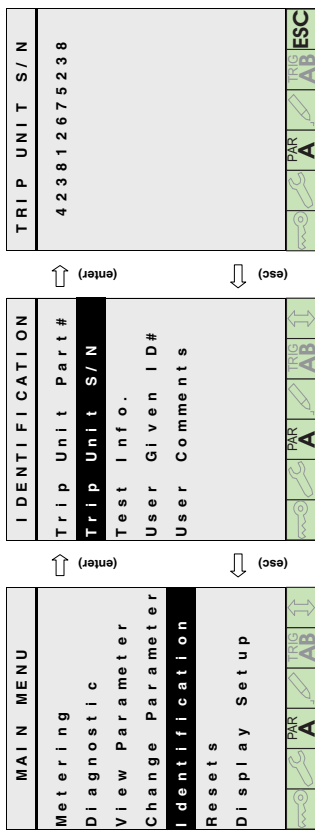 MAIN MENU
Metering
Diagnostic
View Parameter
Change Parameter
Identification
Resets
Display Setup
PAR
A
TRIG
AB
(enter)
(esc)
IDENTIFICATION
Trip Unit Part#
Trip Unit S/N
Test Info.
User Given ID#
User Comments
PAR
A
TRIG
AB
(enter)
(esc)
TRIP UNIT S/N
423812675238
PAR
A
TRIG
AB
ESC